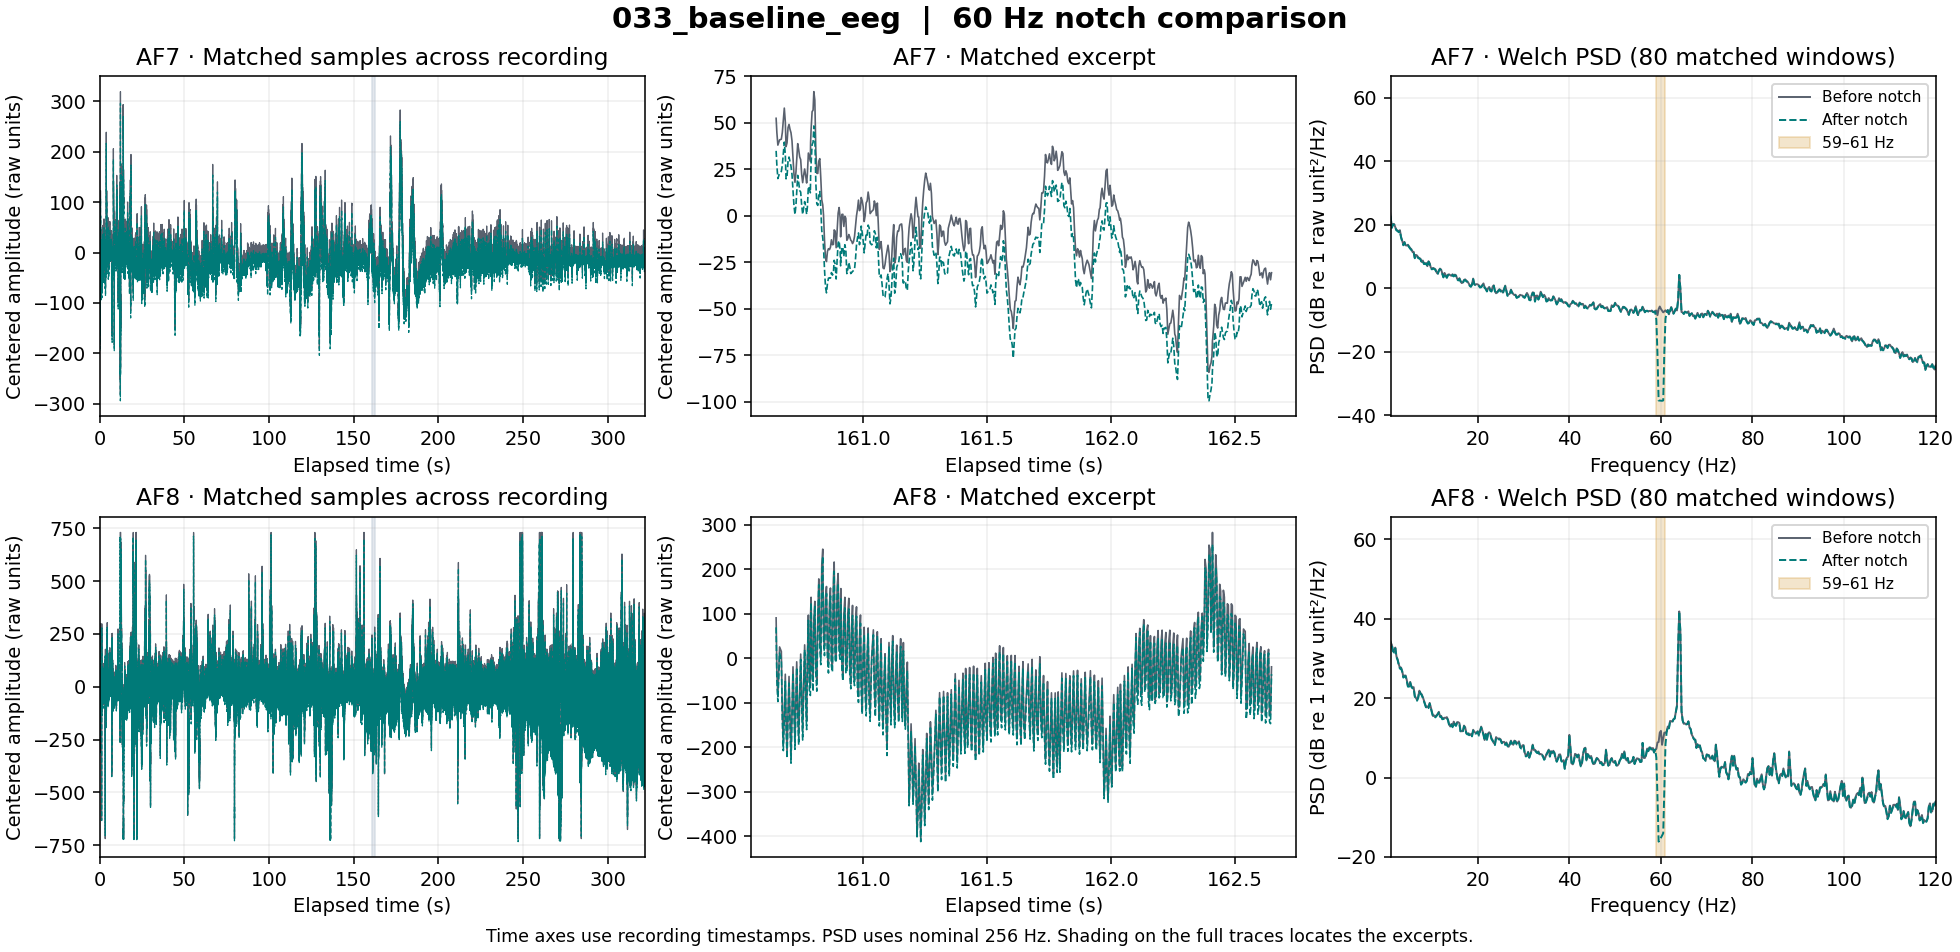 033_baseline_eeg | 60 Hz notch comparison
AF7 · Matched samples across recording
Centered amplitude (raw units)
300
200
100
0
−100
−200
−300
0 50 100 150 200 250 300
Elapsed time (s)
AF7 · Matched excerpt
Centered amplitude (raw units)
75
50
25
0
−25
−50
−75
−100
161.0 161.5 162.0 162.5
Elapsed time (s)
AF7 · Welch PSD (80 matched windows)
PSD (dB re 1 raw unit²/Hz)
60
40
20
0
−20
−40
Before notch
After notch
59–61 Hz
20 40 60 80 100 120
Frequency (Hz)
AF8 · Matched samples across recording
Centered amplitude (raw units)
750
500
250
0
−250
−500
−750
0 50 100 150 200 250 300
Elapsed time (s)
AF8 · Matched excerpt
Centered amplitude (raw units)
300
200
100
0
−100
−200
−300
−400
161.0 161.5 162.0 162.5
Elapsed time (s)
AF8 · Welch PSD (80 matched windows)
PSD (dB re 1 raw unit²/Hz)
60
40
20
0
−20
Before notch
After notch
59–61 Hz
20 40 60 80 100 120
Frequency (Hz)
Time axes use recording timestamps. PSD uses nominal 256 Hz. Shading on the full traces locates the excerpts.